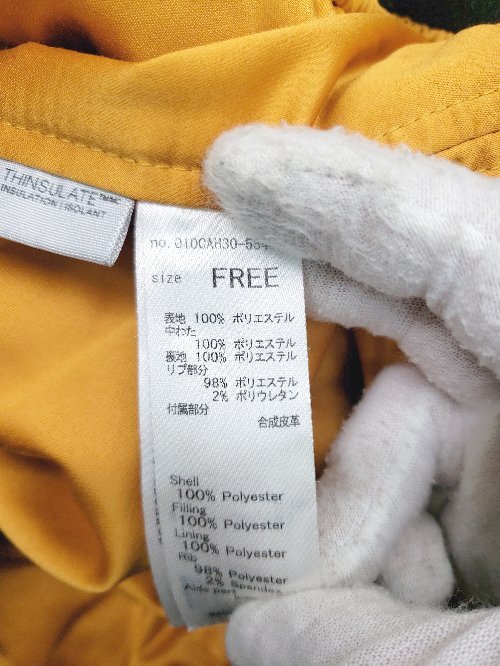 THINSULATE™
INSULATION | ISOLANT
no. 010CAH30-
size FREE
表地 100% ポリエステル
中わた
100% ポリエステル
裏地 100% ポリエステル
リブ部分
98% ポリエステル
2% ポリウレタン
付属部分
合成皮革
Shell
100% Polyester
Filling
100% Polyester
Lining
100% Polyester
Rib
98% Polyester
2% Spandex